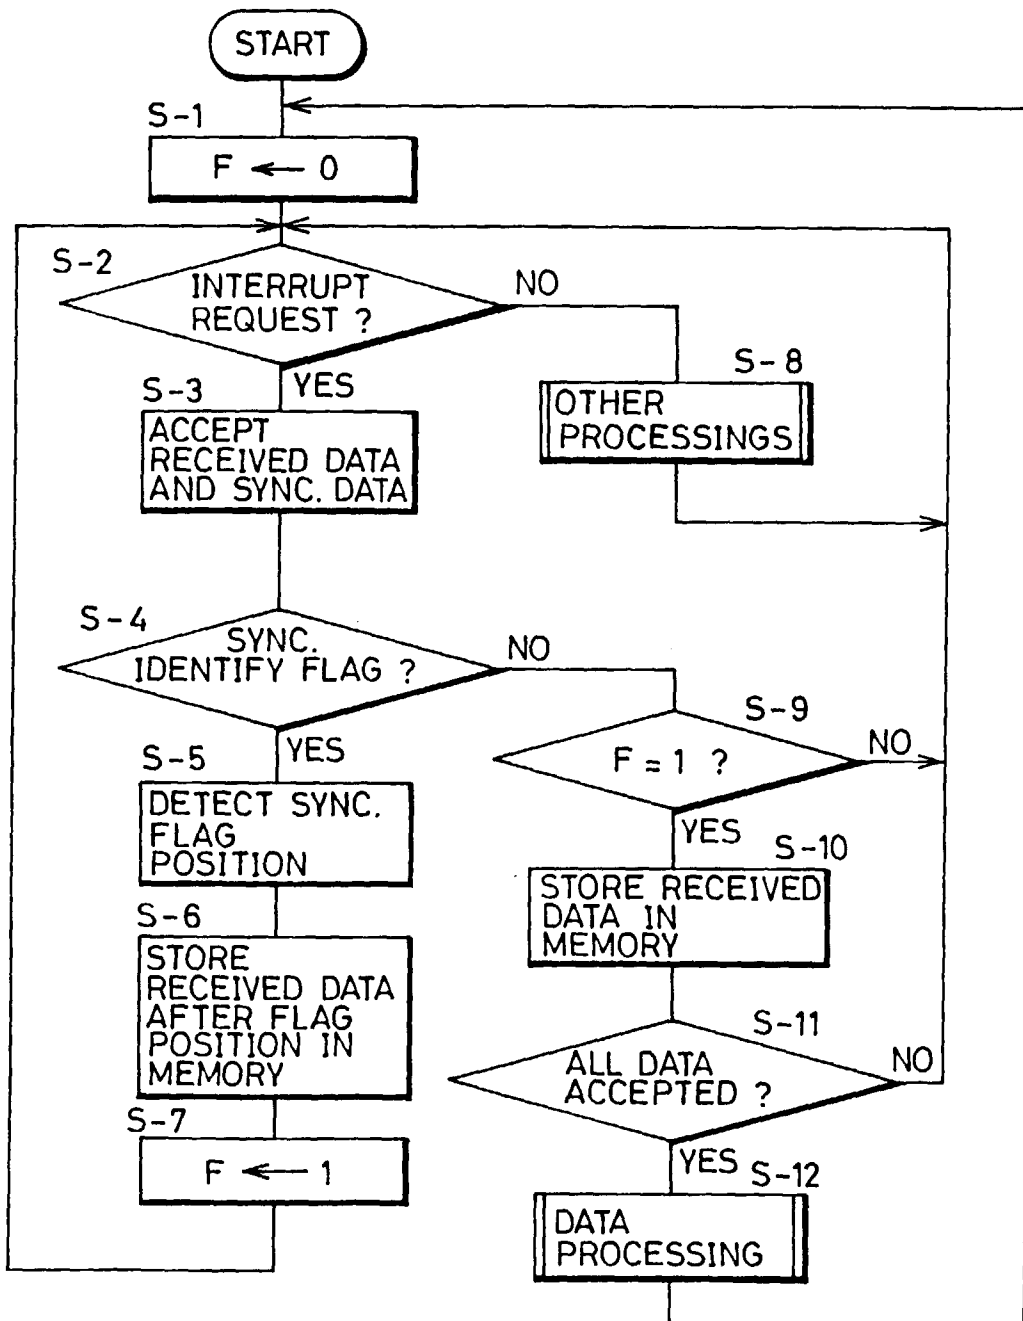 START
S-1
F ← 0
S-2
INTERRUPT
REQUEST ?
NO
YES
S-3
ACCEPT
RECEIVED DATA
AND SYNC. DATA
S-8
OTHER
PROCESSINGS
S-4
SYNC.
IDENTIFY FLAG ?
NO
YES
S-5
DETECT SYNC.
FLAG
POSITION
S-6
STORE
RECEIVED DATA
AFTER FLAG
POSITION IN
MEMORY
S-7
F ← 1
S-9
F = 1 ?
NO
YES
S-10
STORE RECEIVED
DATA IN
MEMORY
S-11
ALL DATA
ACCEPTED ?
NO
YES
S-12
DATA
PROCESSING